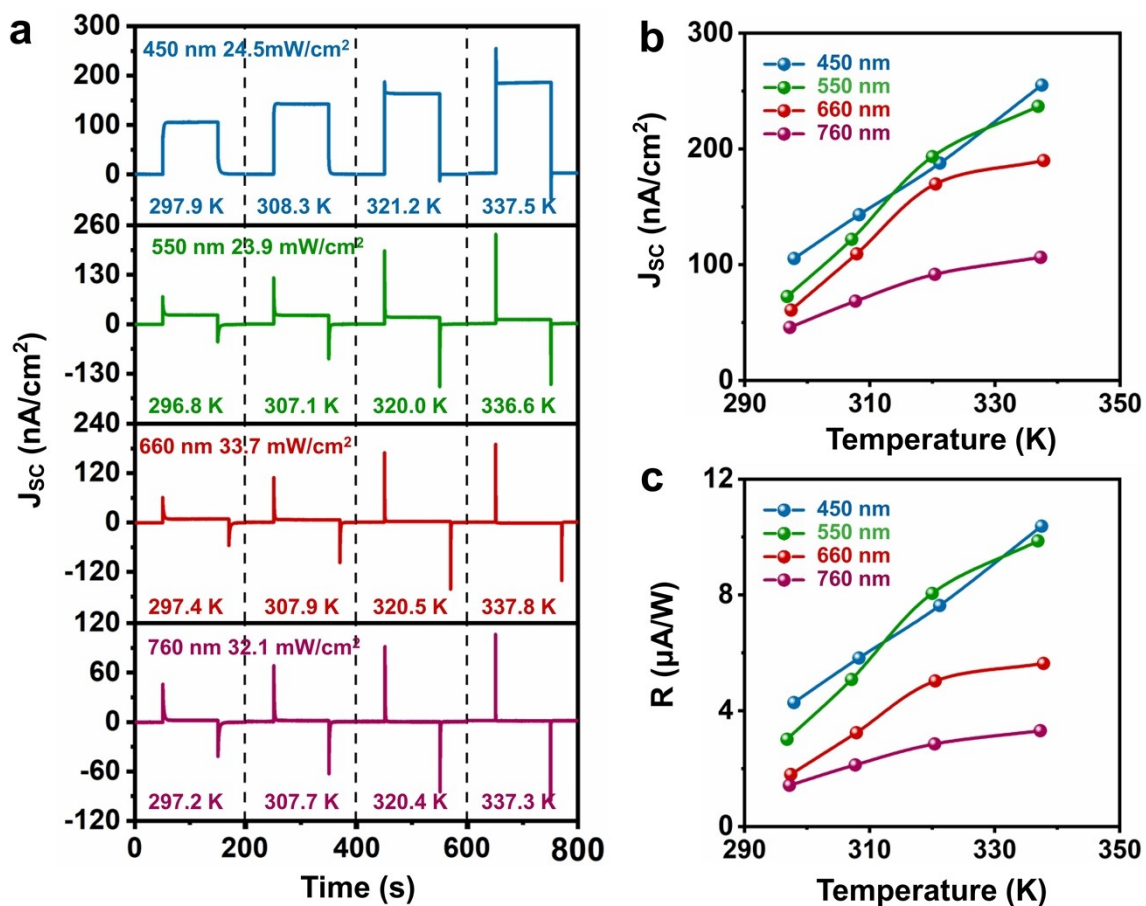 a
300
200
100
0
450 nm 24.5mW/cm²
297.9 K 308.3 K 321.2 K 337.5 K
260
130
0
-130
550 nm 23.9 mW/cm²
296.8 K 307.1 K 320.0 K 336.6 K
240
120
0
-120
660 nm 33.7 mW/cm²
297.4 K 307.9 K 320.5 K 337.8 K
120
60
0
-60
-120
760 nm 32.1 mW/cm²
297.2 K 307.7 K 320.4 K 337.3 K
0 200 400 600 800
Time (s)
JSC (nA/cm²)
b
300
200
100
0
450 nm
550 nm
660 nm
760 nm
290 310 330 350
Temperature (K)
JSC (nA/cm²)
c
12
8
4
0
450 nm
550 nm
660 nm
760 nm
290 310 330 350
Temperature (K)
R (μA/W)